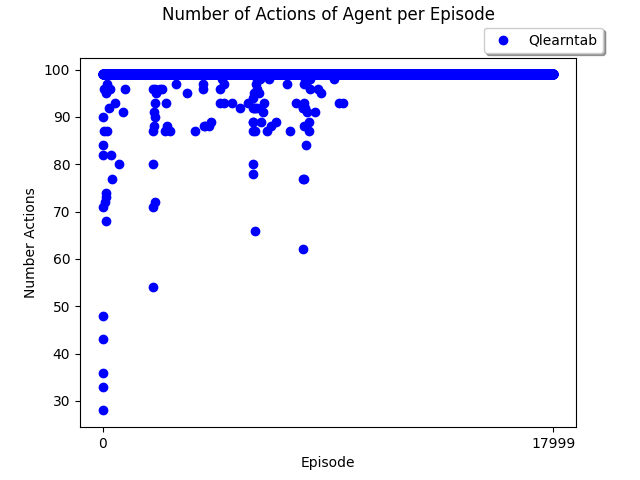 Number of Actions of Agent per Episode
Qlearntab
100
90
80
70
60
50
40
30
Number Actions
0
17999
Episode